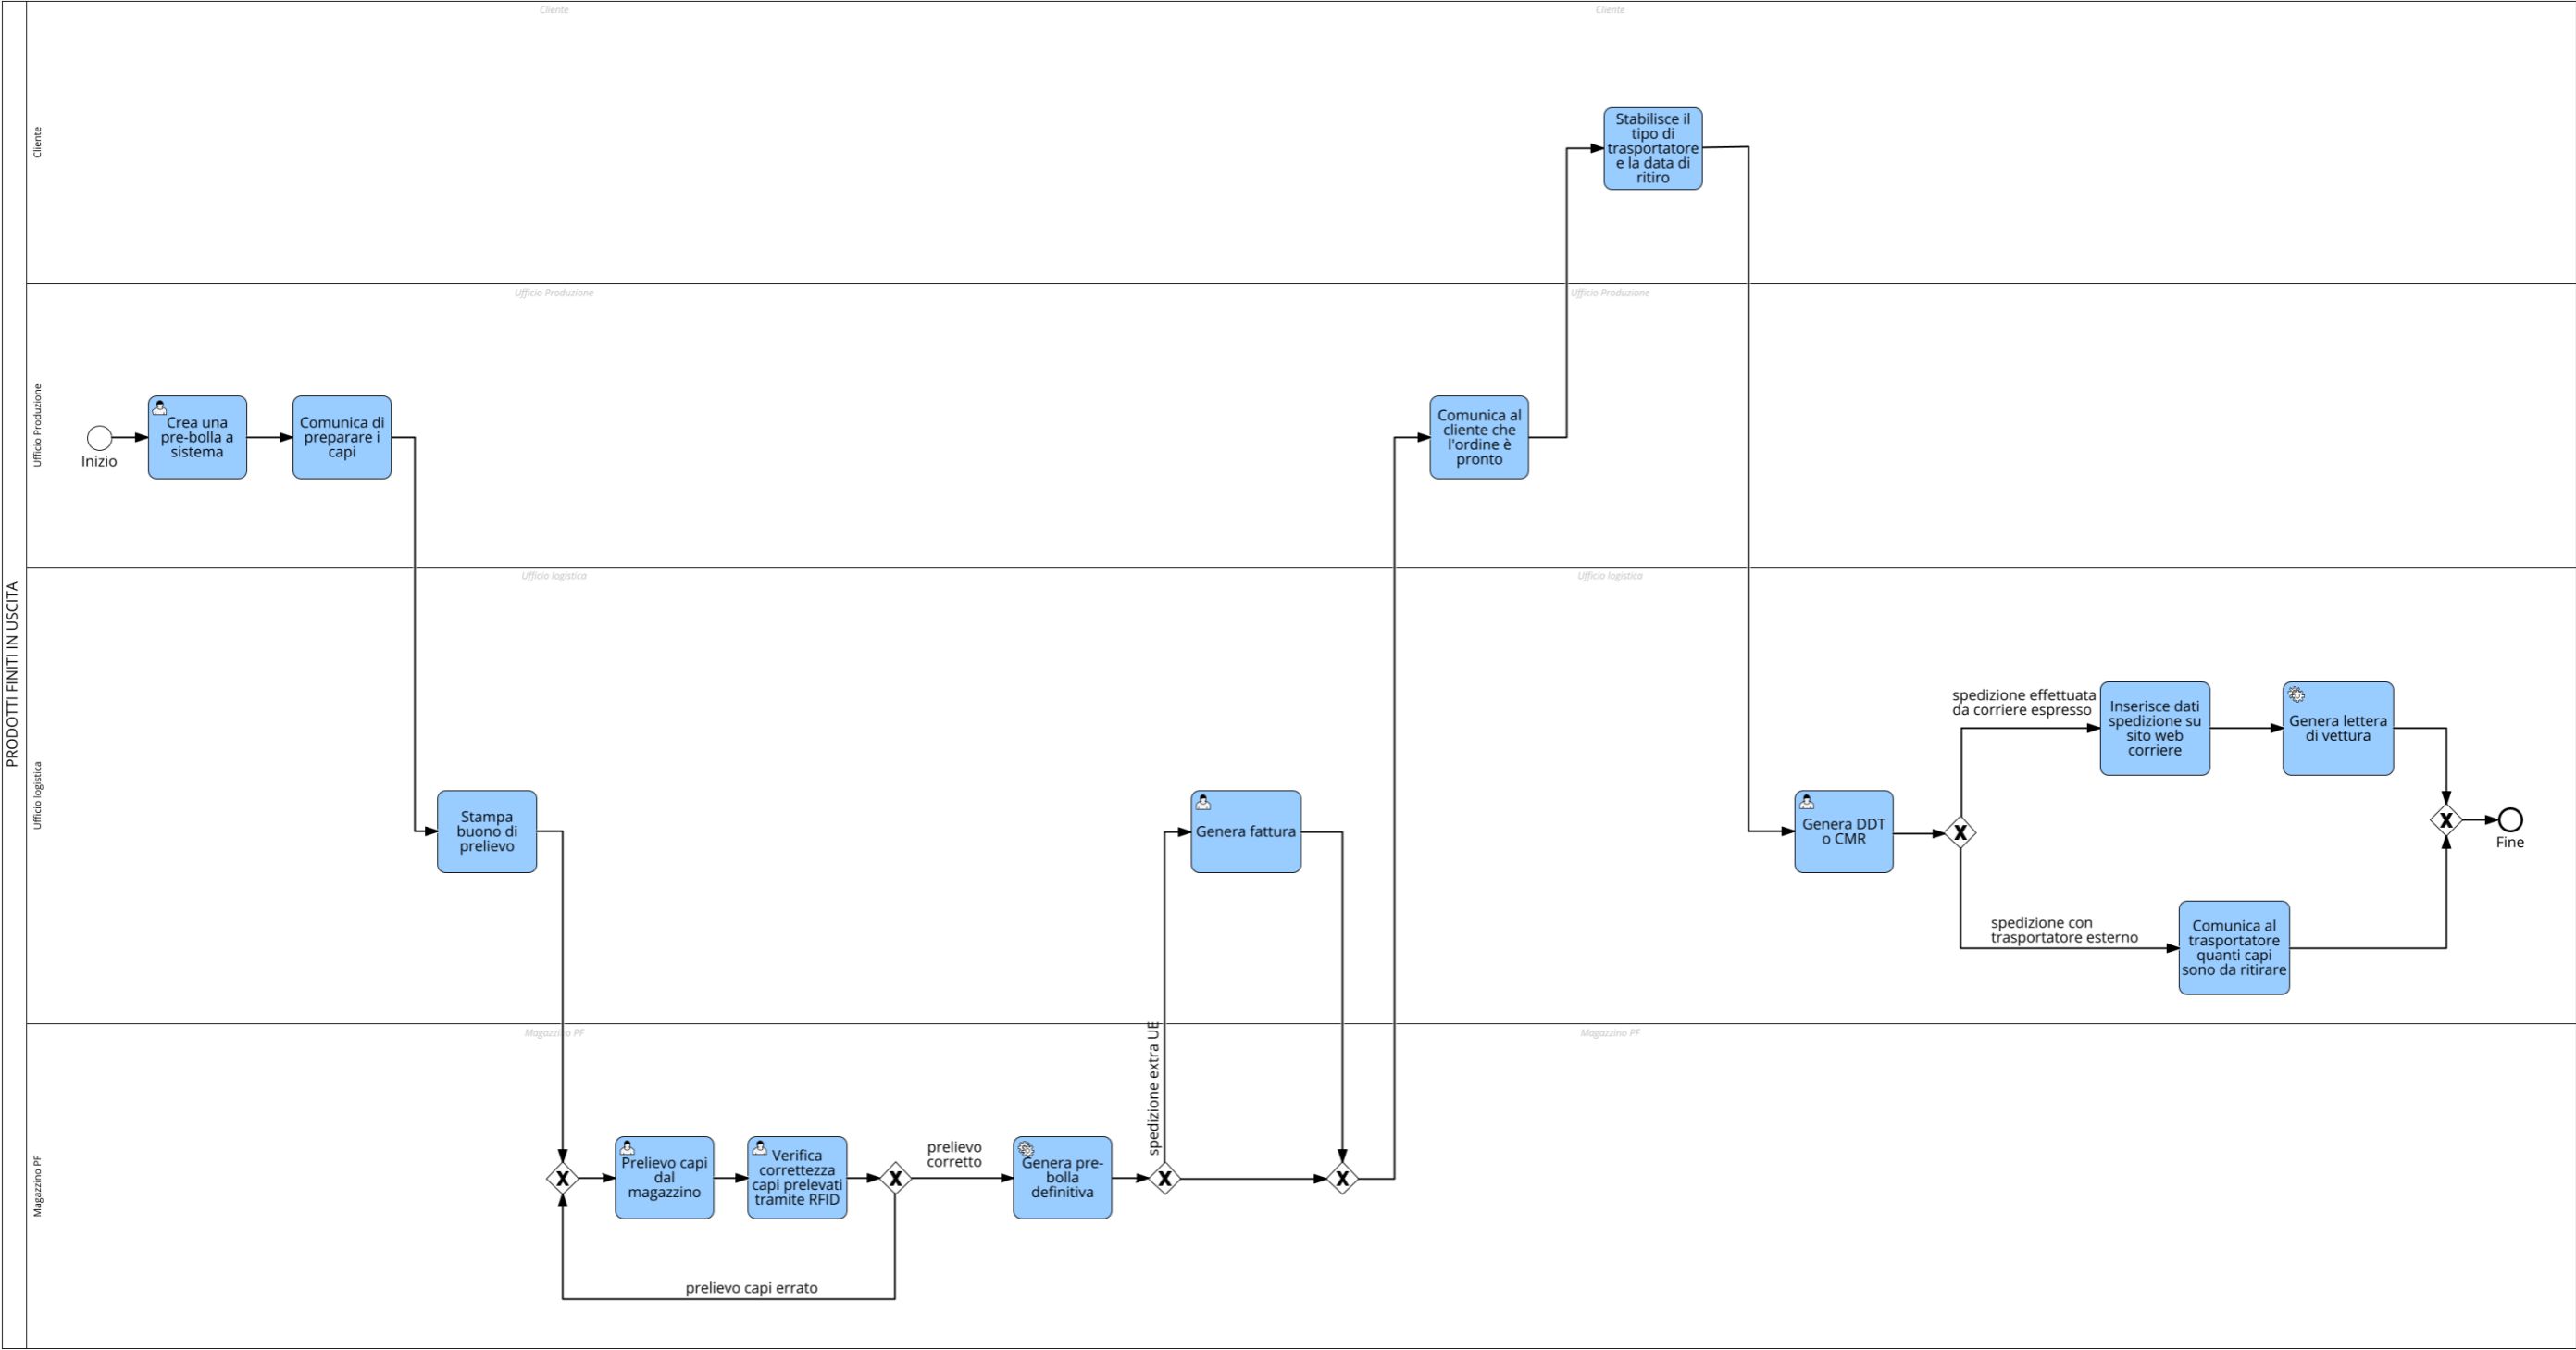 PRODOTTI FINITI IN USCITA
Cliente
Cliente
Cliente
Stabilisce il
tipo di
trasportatore
e la data di
ritiro
Ufficio Produzione
Ufficio Produzione
Ufficio Produzione
Inizio
Crea una
pre-bolla a
sistema
Comunica di
preparare i
capi
Comunica al
cliente che
l'ordine è
pronto
Ufficio logistica
Ufficio logistica
Ufficio logistica
Stampa
buono di
prelievo
Genera fattura
Genera DDT
o CMR
spedizione effettuata
da corriere espresso
Inserisce dati
spedizione su
sito web
corriere
Genera lettera
di vettura
spedizione con
trasportatore esterno
Comunica al
trasportatore
quanti capi
sono da ritirare
Fine
Magazzino PF
Magazzino PF
Magazzino PF
Prelievo capi
dal
magazzino
Verifica
correttezza
capi prelevati
tramite RFID
prelievo
corretto
prelievo capi errato
Genera pre-
bolla
definitiva
spedizione extra UE